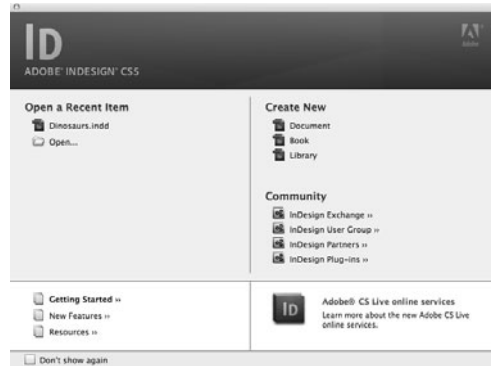 ID
ADOBE® INDESIGN® CS5
Adobe
Open a Recent Item
Dinosaurs.indd
Open...
Create New
Document
Book
Library
Community
InDesign Exchange »
InDesign User Group »
InDesign Partners »
InDesign Plug-ins »
Getting Started »
New Features »
Resources »
ID
Adobe® CS Live online services
Learn more about the new Adobe CS Live
online services.
Don't show again